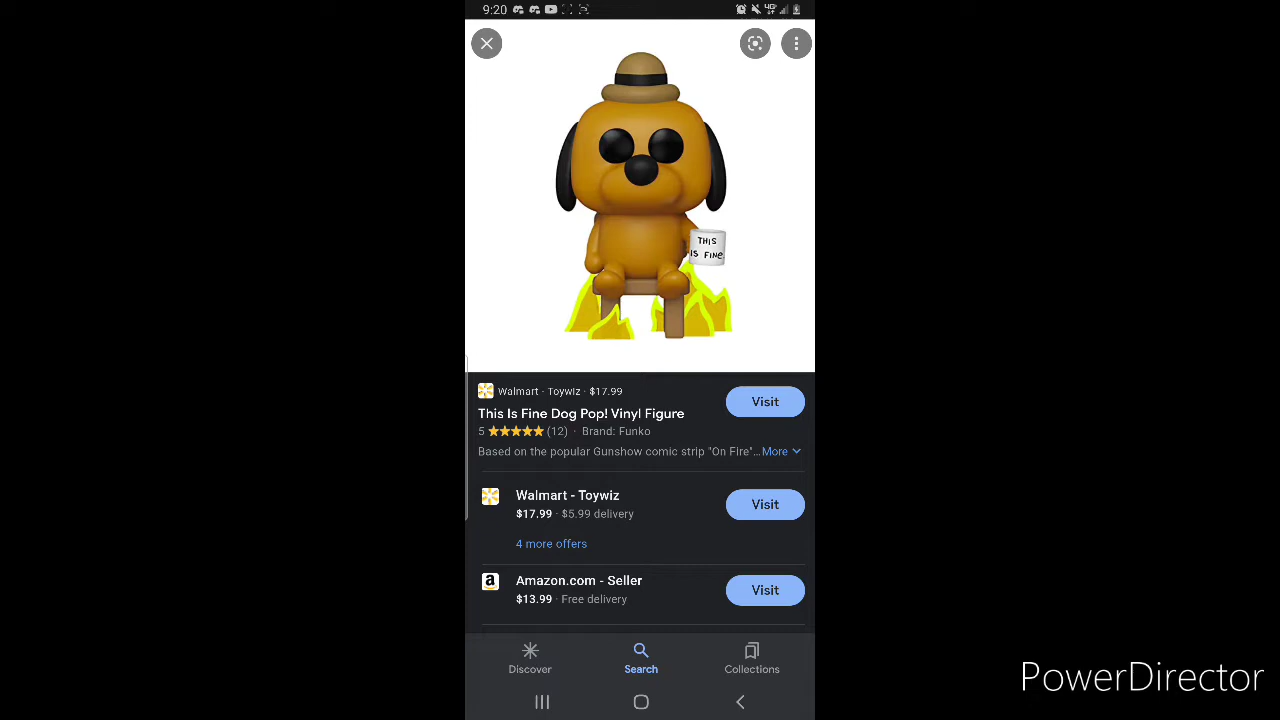 9:20
THIS
IS FINE
Walmart · Toywiz · $17.99
Visit
This Is Fine Dog Pop! Vinyl Figure
5 ★★★★★ (12) · Brand: Funko
Based on the popular Gunshow comic strip "On Fire"... More
Walmart - Toywiz
$17.99 · $5.99 delivery
Visit
4 more offers
a
Amazon.com - Seller
$13.99 · Free delivery
Visit
Discover
Search
Collections
PowerDirector